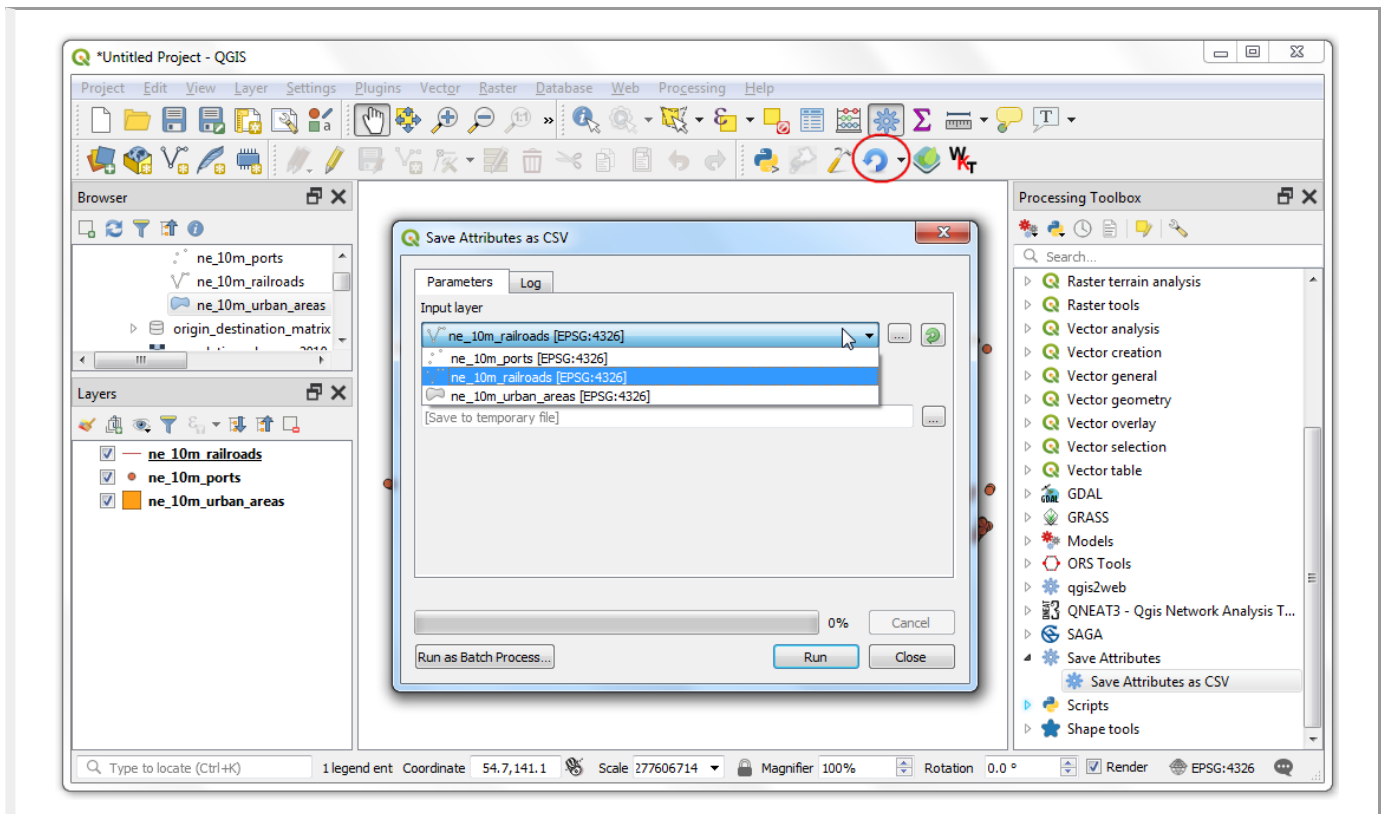 *Untitled Project - QGIS
Project Edit View Layer Settings Plugins Vector Raster Database Web Processing Help
Browser
ne_10m_ports
ne_10m_railroads
ne_10m_urban_areas
origin_destination_matrix
Layers
ne_10m_railroads
ne_10m_ports
ne_10m_urban_areas
Save Attributes as CSV
Parameters Log
Input layer
ne_10m_railroads [EPSG:4326]
ne_10m_ports [EPSG:4326]
ne_10m_railroads [EPSG:4326]
ne_10m_urban_areas [EPSG:4326]
[Save to temporary file]
0% Cancel
Run as Batch Process... Run Close
Processing Toolbox
Search...
Raster terrain analysis
Raster tools
Vector analysis
Vector creation
Vector general
Vector geometry
Vector overlay
Vector selection
Vector table
GDAL
GRASS
Models
ORS Tools
qgis2web
QNEAT3 - Qgis Network Analysis T...
SAGA
Save Attributes
Save Attributes as CSV
Scripts
Shape tools
Type to locate (Ctrl+K) 1 legend ent Coordinate 54.7,141.1 Scale 277606714 Magnifier 100% Rotation 0.0 ° Render EPSG:4326